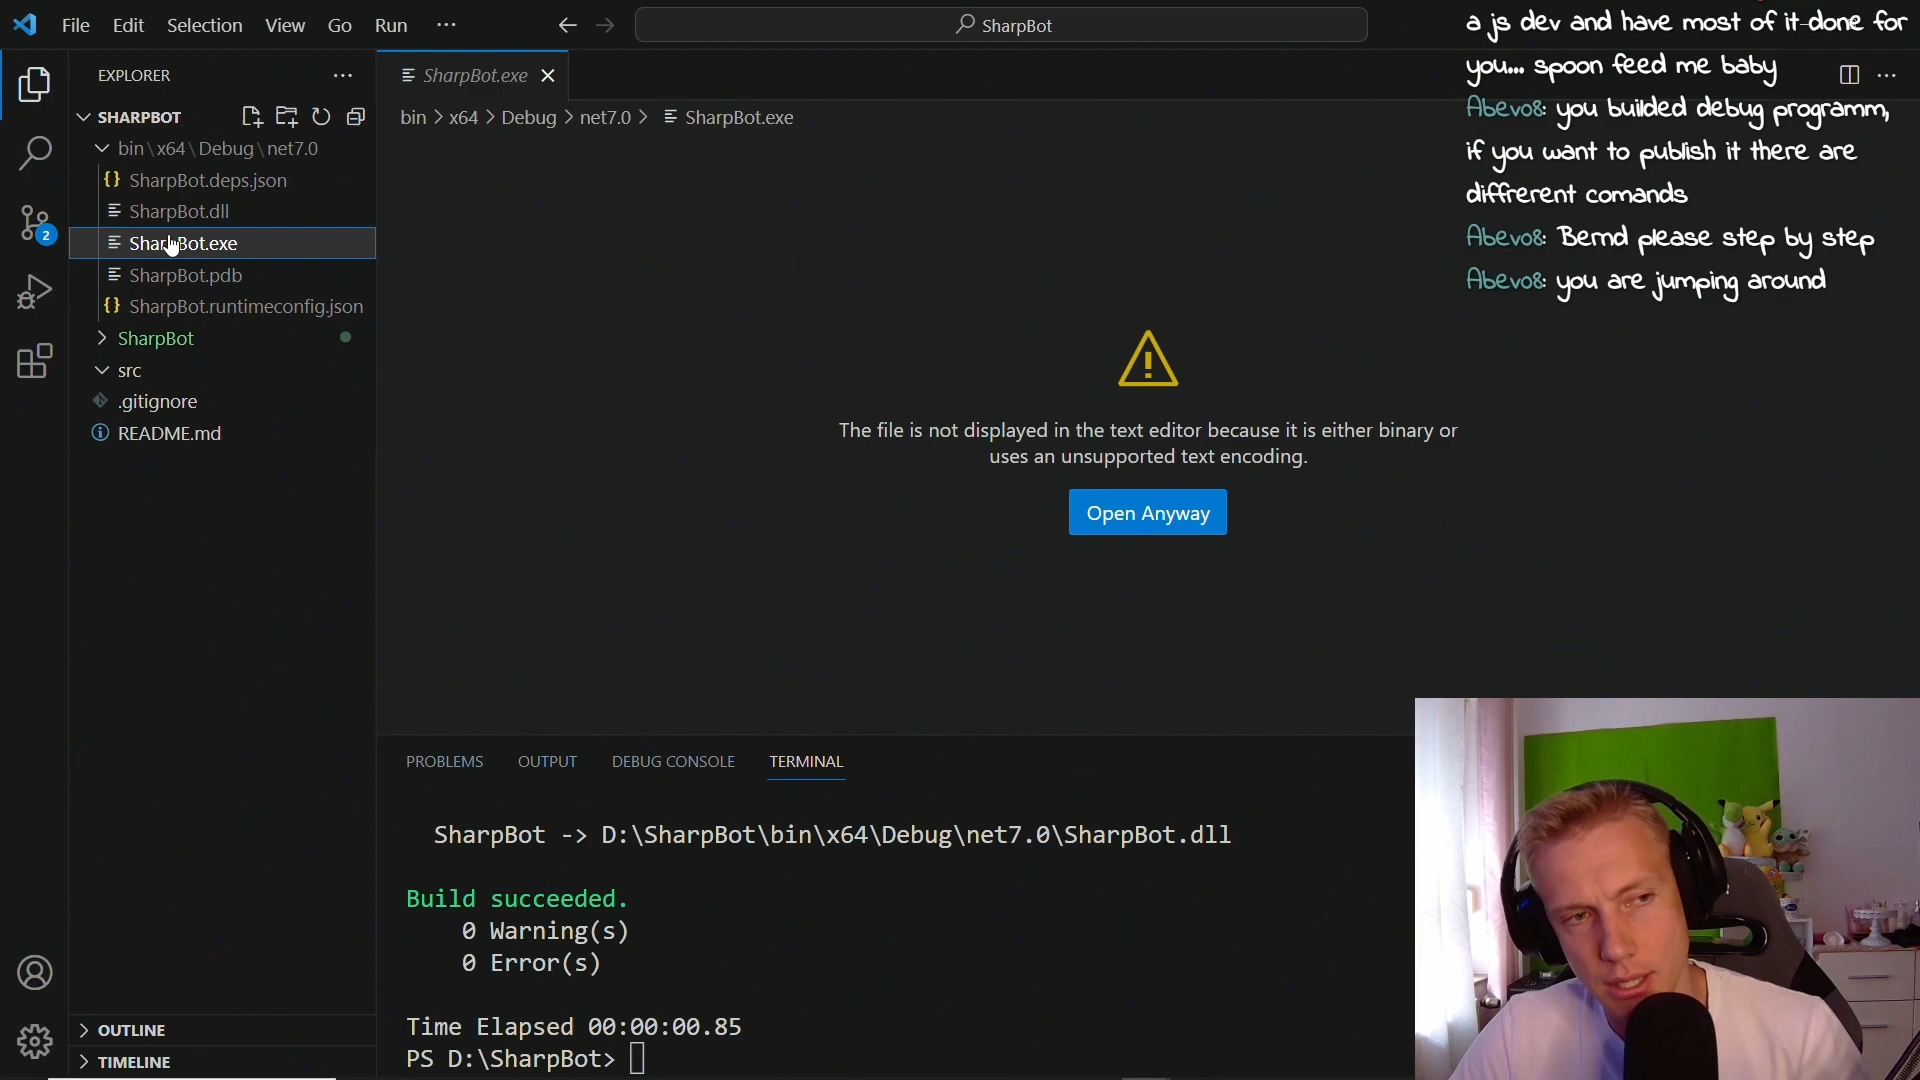 File Edit Selection View Go Run ···
SharpBot
a js dev and have most of it done for
you... spoon feed me baby
Abevo8: you builded debug programm,
if you want to publish it there are
diffrerent comands
Abevo8: Bernd please step by step
Abevo8: you are jumping around
EXPLORER
SHARPBOT
bin\x64\Debug\net7.0
SharpBot.deps.json
SharpBot.dll
SharpBot.exe
SharpBot.pdb
SharpBot.runtimeconfig.json
SharpBot
src
.gitignore
README.md
2
OUTLINE
TIMELINE
SharpBot.exe
bin > x64 > Debug > net7.0 > SharpBot.exe
The file is not displayed in the text editor because it is either binary or
uses an unsupported text encoding.
Open Anyway
PROBLEMS OUTPUT DEBUG CONSOLE TERMINAL
SharpBot -> D:\SharpBot\bin\x64\Debug\net7.0\SharpBot.dll
Build succeeded.
0 Warning(s)
0 Error(s)
Time Elapsed 00:00:00.85
PS D:\SharpBot>